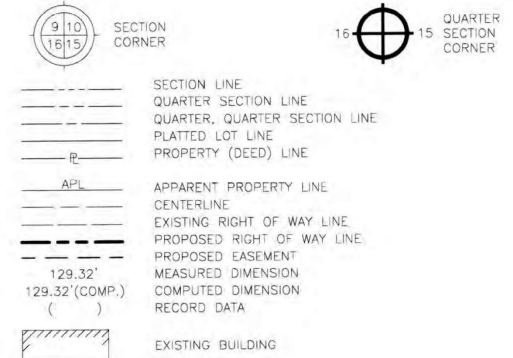 9 10
16 15
SECTION
CORNER
16
15
QUARTER
SECTION
CORNER
SECTION LINE
QUARTER SECTION LINE
QUARTER, QUARTER SECTION LINE
PLATTED LOT LINE
PL PROPERTY (DEED) LINE
APL APPARENT PROPERTY LINE
CENTERLINE
EXISTING RIGHT OF WAY LINE
PROPOSED RIGHT OF WAY LINE
PROPOSED EASEMENT
129.32' MEASURED DIMENSION
129.32'(COMP.) COMPUTED DIMENSION
( ) RECORD DATA
EXISTING BUILDING